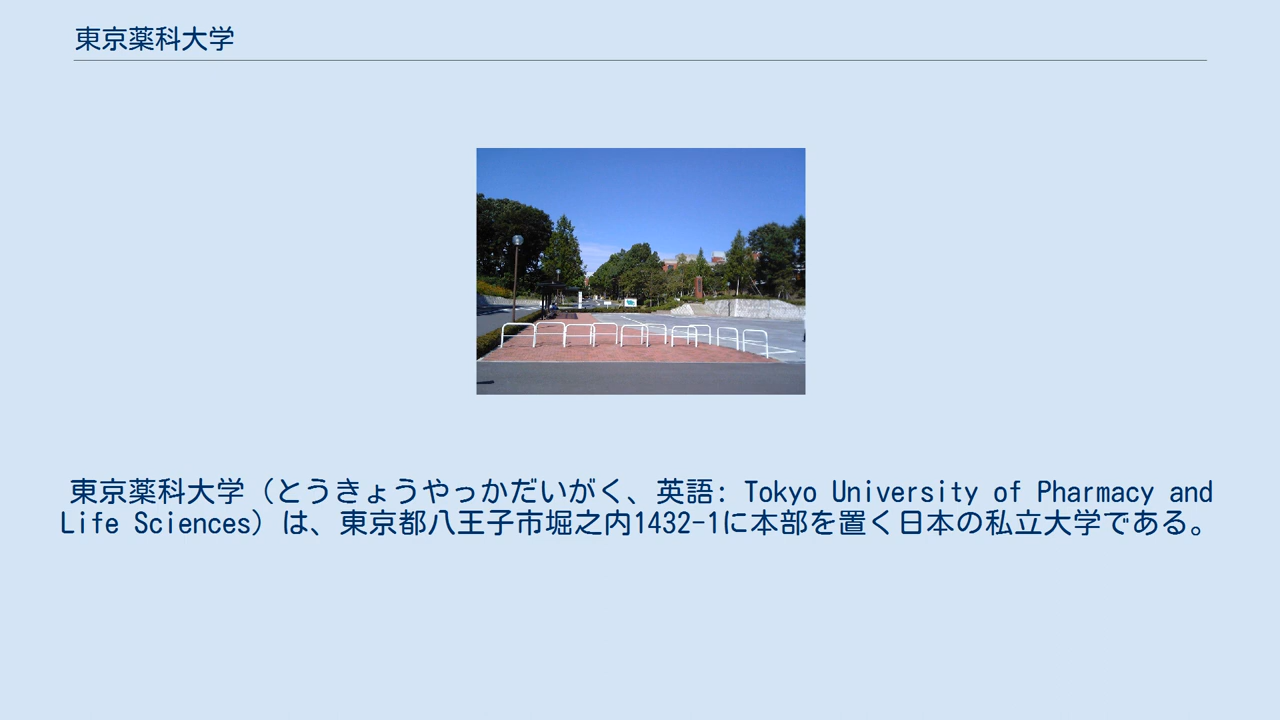 東京薬科大学
東京薬科大学（とうきょうやっかだいがく、英語: Tokyo University of Pharmacy and
Life Sciences）は、東京都八王子市堀之内1432-1に本部を置く日本の私立大学である。